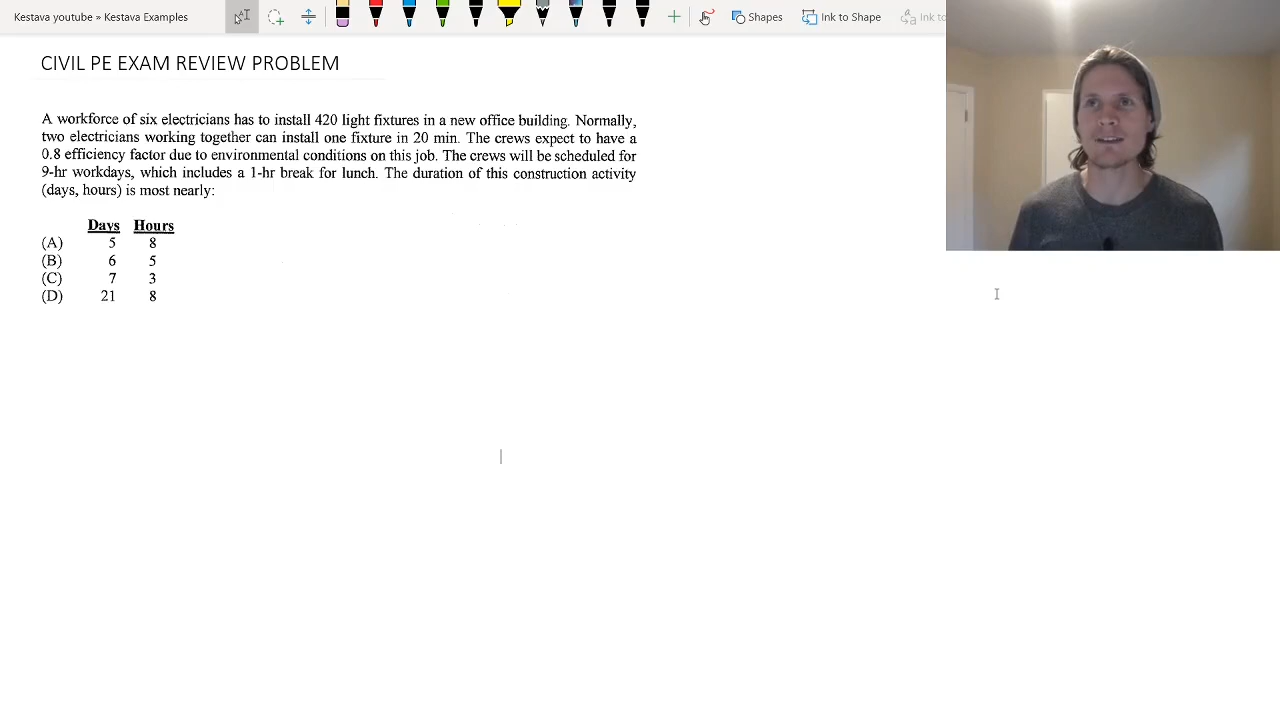 Kestava youtube » Kestava Examples
Shapes
Ink to Shape
Ink to
CIVIL PE EXAM REVIEW PROBLEM
A workforce of six electricians has to install 420 light fixtures in a new office building. Normally,
two electricians working together can install one fixture in 20 min. The crews expect to have a
0.8 efficiency factor due to environmental conditions on this job. The crews will be scheduled for
9-hr workdays, which includes a 1-hr break for lunch. The duration of this construction activity
(days, hours) is most nearly:
Days Hours
(A) 5 8
(B) 6 5
(C) 7 3
(D) 21 8